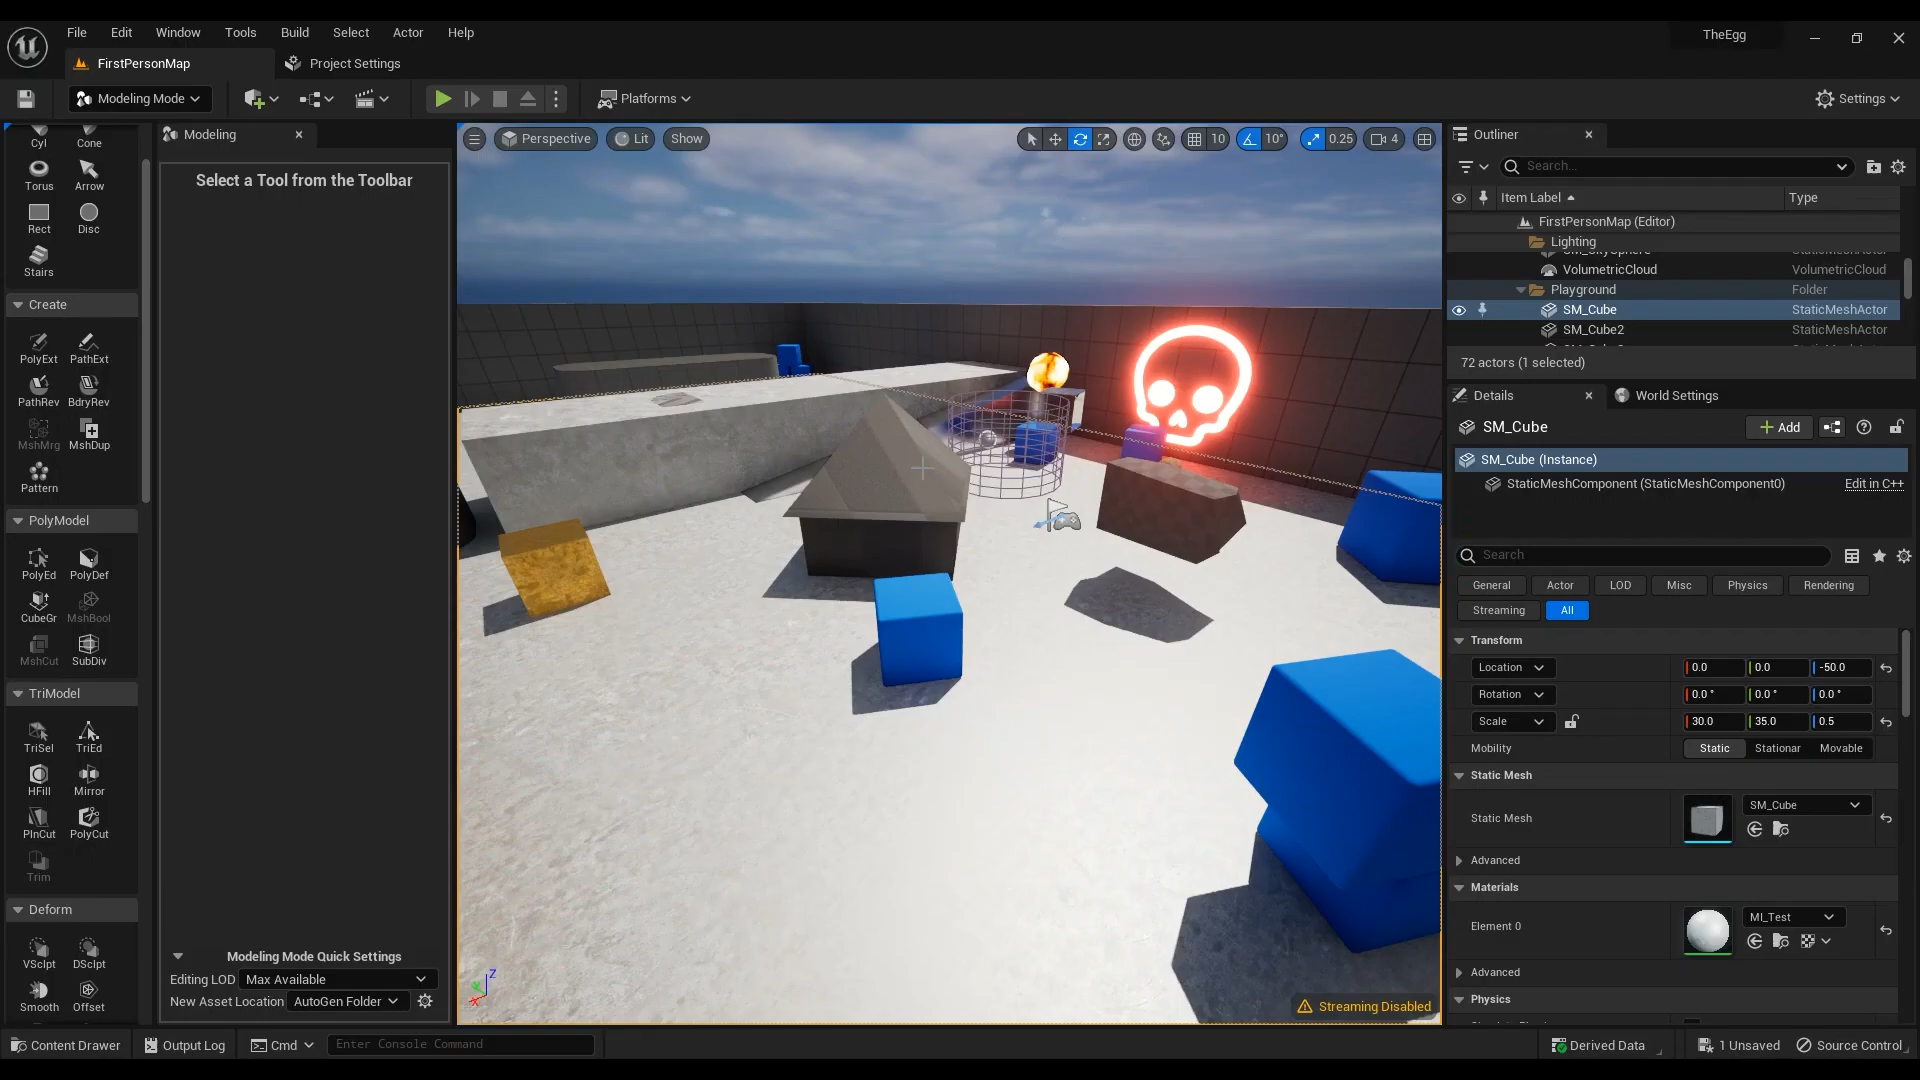 File Edit Window Tools Build Select Actor Help
TheEgg
FirstPersonMap
Project Settings
Modeling Mode
Platforms
Settings
Cyl Cone
Torus Arrow
Rect Disc
Stairs
Create
PolyExt PathExt
PathRev BdryRev
MshMrg MshDup
Pattern
PolyModel
PolyEd PolyDef
CubeGr MshBool
MshCut SubDiv
TriModel
TriSel TriEd
HFill Mirror
PlnCut PolyCut
Trim
Deform
VSclpt DSclpt
Smooth Offset
Modeling
Select a Tool from the Toolbar
Modeling Mode Quick Settings
Editing LOD Max Available
New Asset Location AutoGen Folder
Perspective Lit Show
10 10° 0.25 4
Z
Streaming Disabled
Outliner
Search...
Item Label Type
FirstPersonMap (Editor)
Lighting
VolumetricCloud VolumetricCloud
Playground Folder
SM_Cube StaticMeshActor
SM_Cube2 StaticMeshActor
72 actors (1 selected)
Details World Settings
SM_Cube
Add
SM_Cube (Instance)
StaticMeshComponent (StaticMeshComponent0) Edit in C++
Search
General Actor LOD Misc Physics Rendering
Streaming All
Transform
Location 0.0 0.0 -50.0
Rotation 0.0 ° 0.0 ° 0.0 °
Scale 30.0 35.0 0.5
Mobility Static Stationar Movable
Static Mesh
Static Mesh SM_Cube
Advanced
Materials
Element 0 MI_Test
Advanced
Physics
Content Drawer Output Log Cmd Enter Console Command
Derived Data 1 Unsaved Source Control